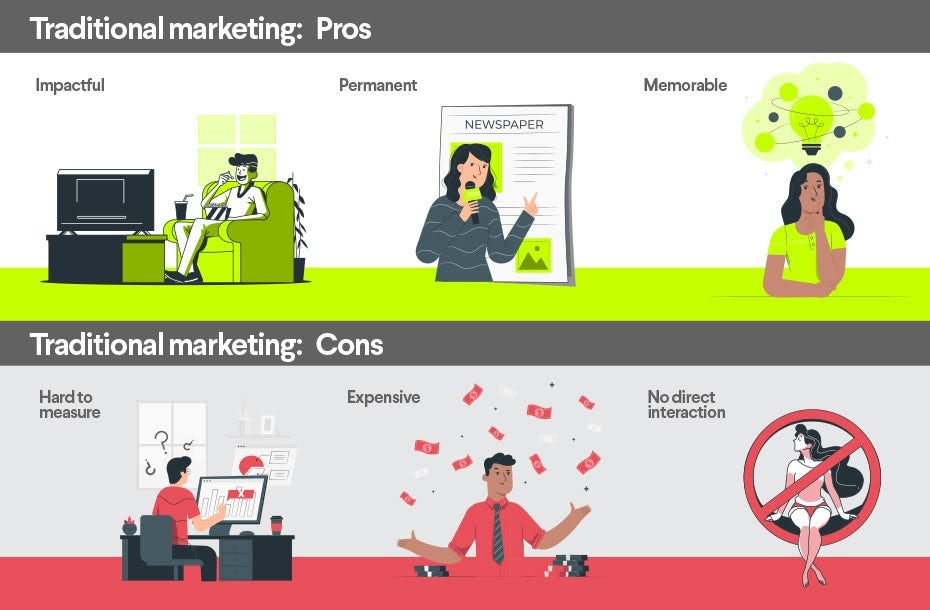 Traditional marketing: Pros
Impactful
Permanent
Memorable
NEWSPAPER
Traditional marketing: Cons
Hard to
measure
Expensive
No direct
interaction